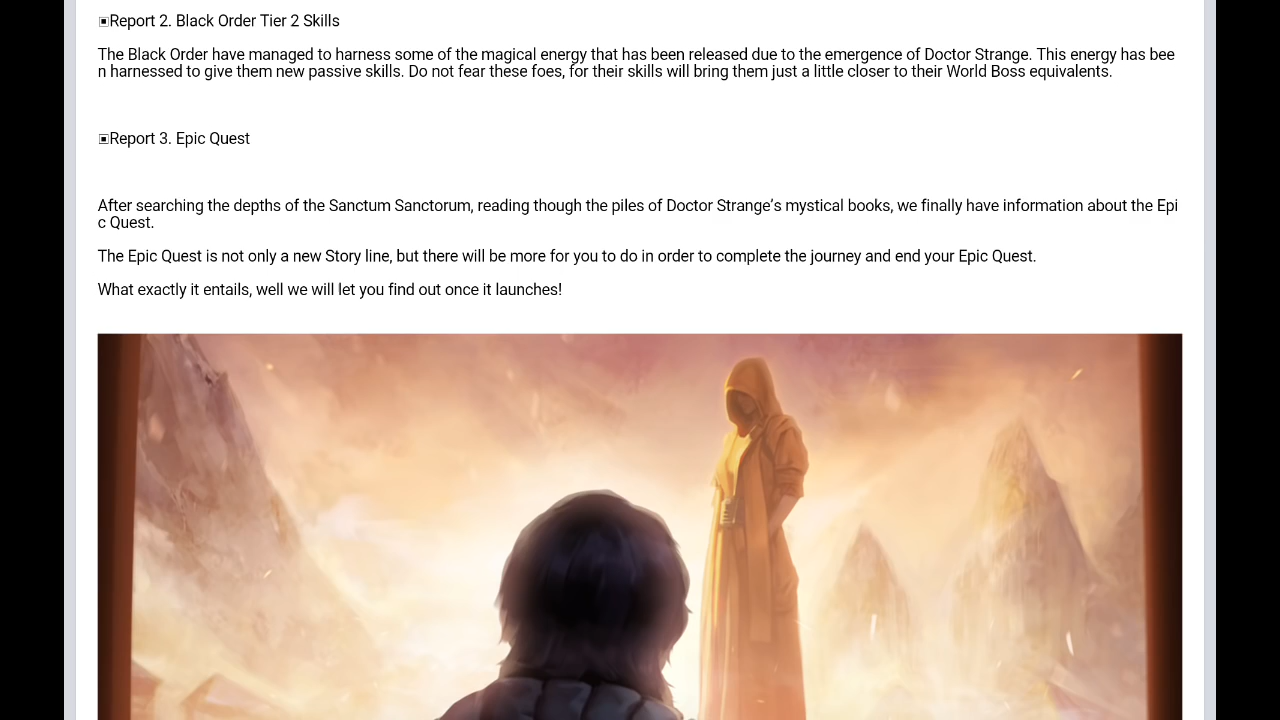 ▣Report 2. Black Order Tier 2 Skills
The Black Order have managed to harness some of the magical energy that has been released due to the emergence of Doctor Strange. This energy has bee
n harnessed to give them new passive skills. Do not fear these foes, for their skills will bring them just a little closer to their World Boss equivalents.
▣Report 3. Epic Quest
After searching the depths of the Sanctum Sanctorum, reading though the piles of Doctor Strange's mystical books, we finally have information about the Epi
c Quest.
The Epic Quest is not only a new Story line, but there will be more for you to do in order to complete the journey and end your Epic Quest.
What exactly it entails, well we will let you find out once it launches!